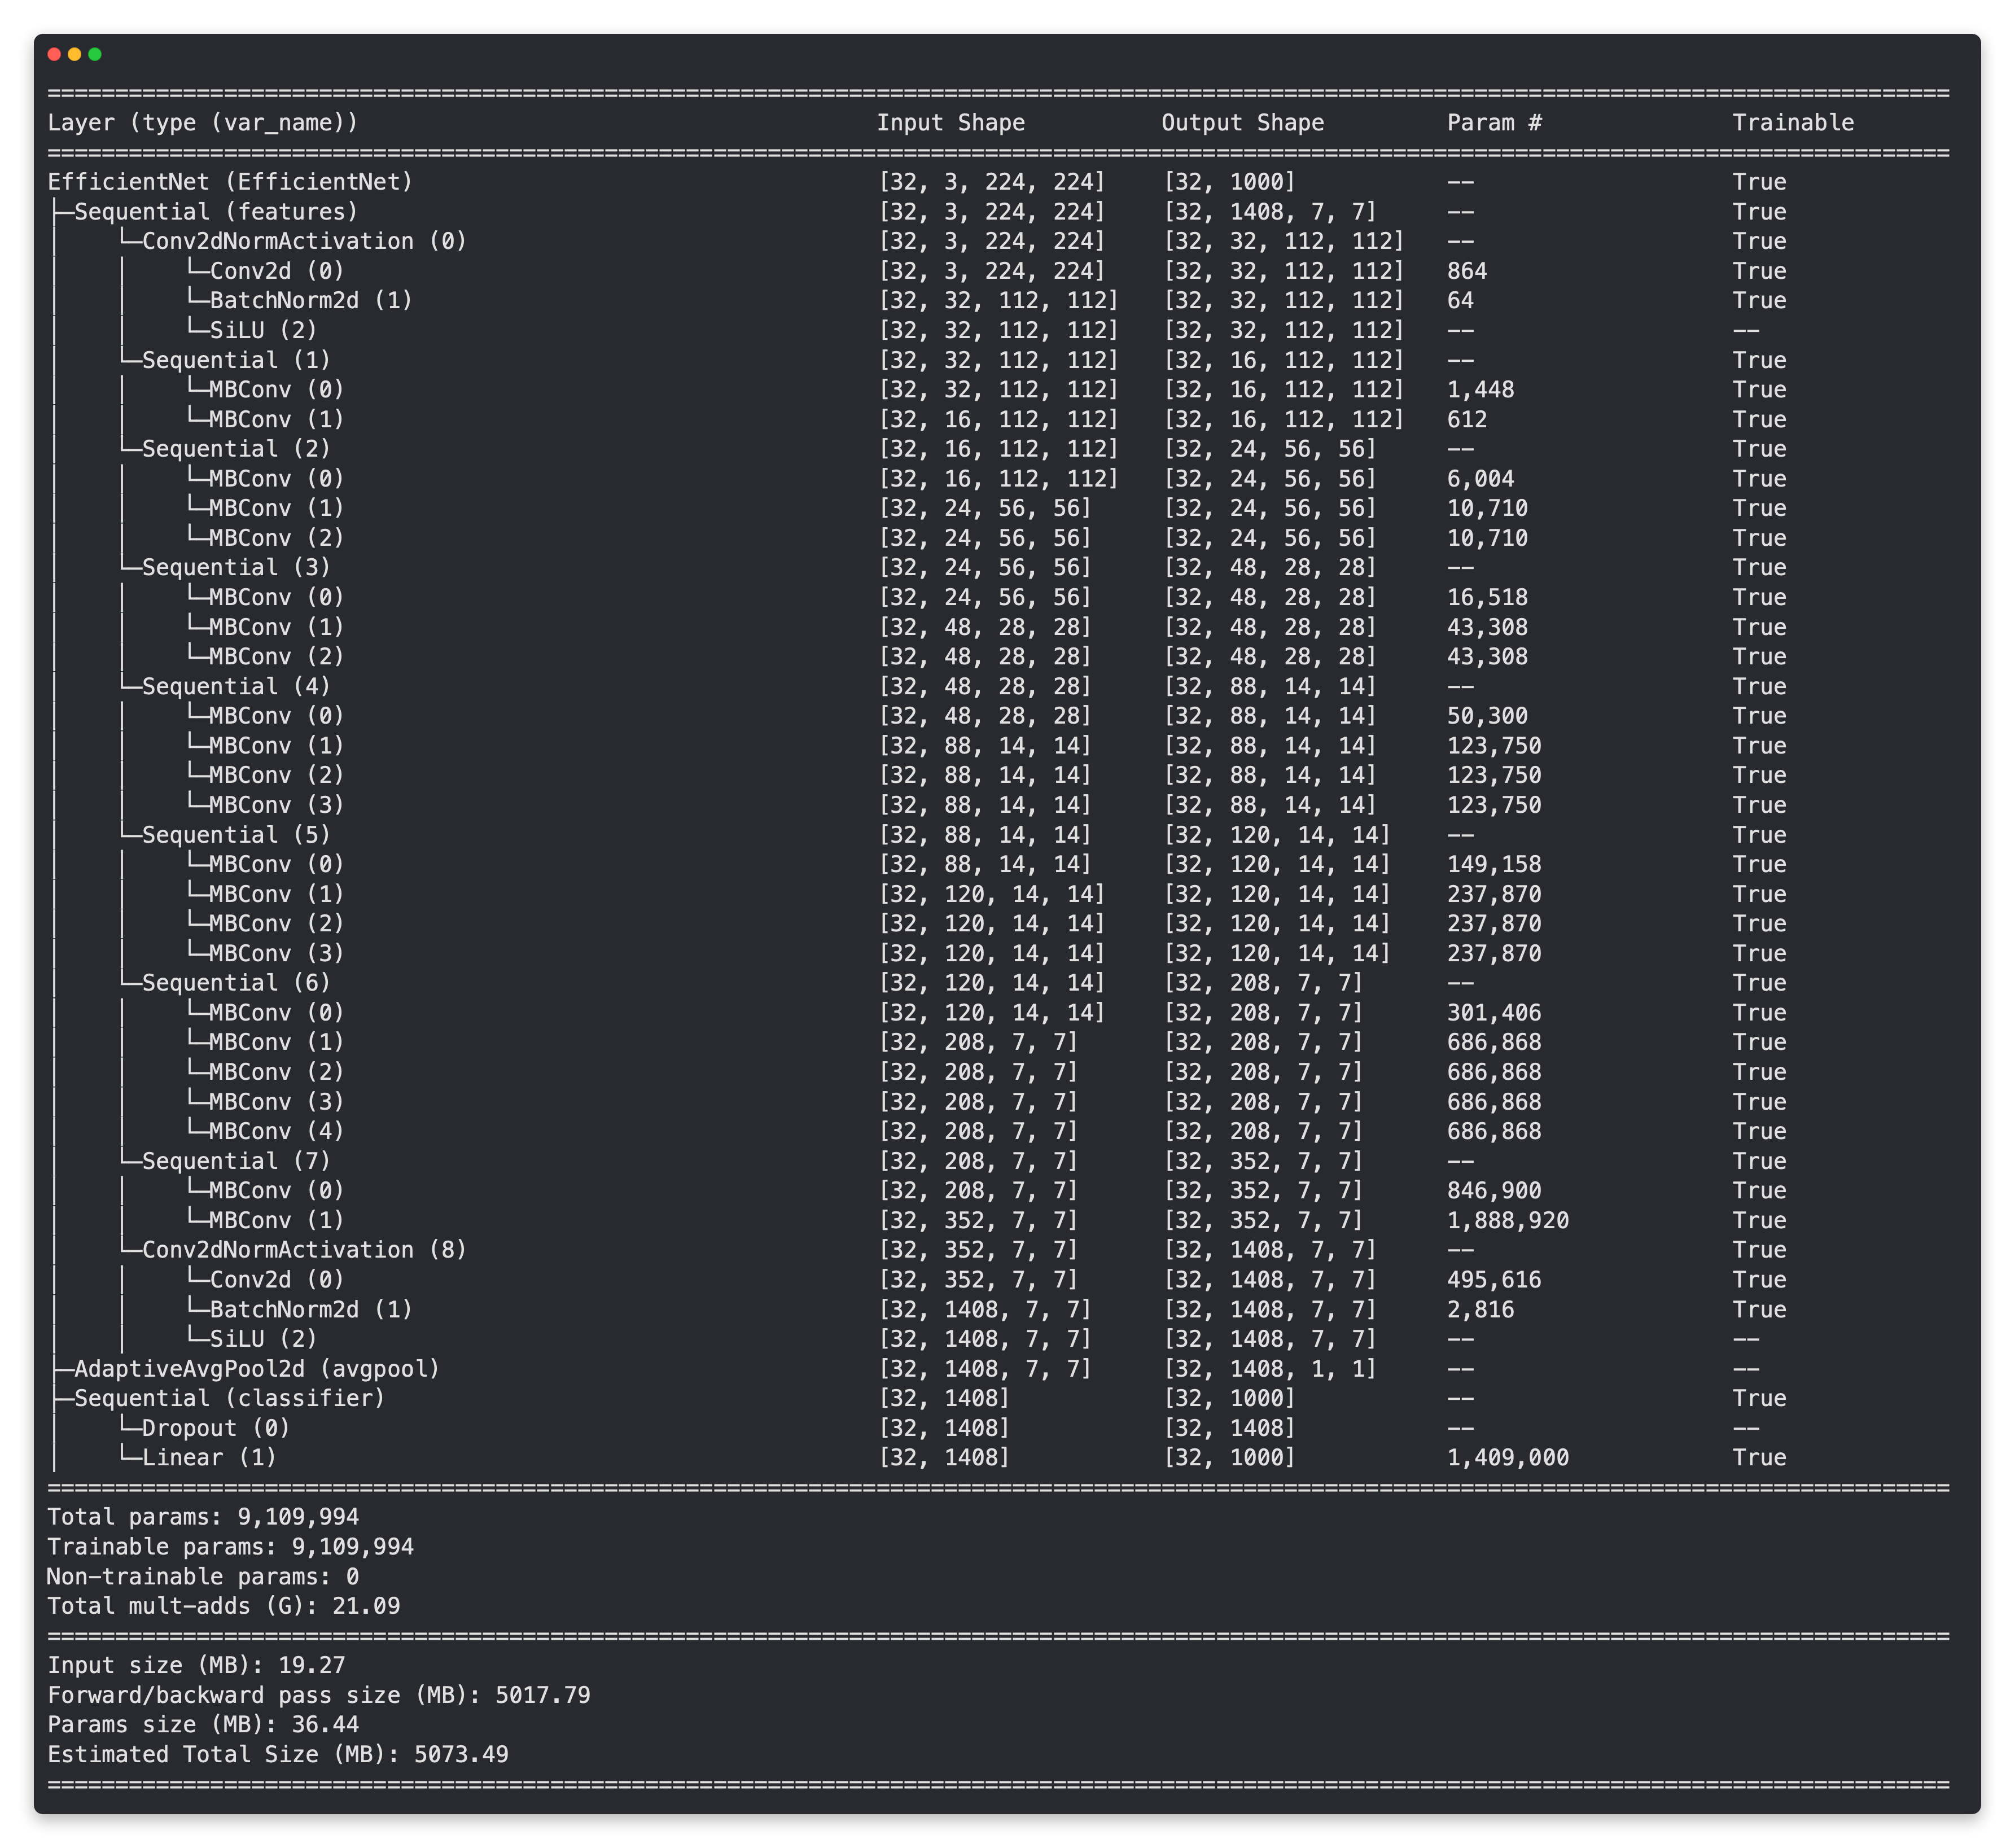 ============================================================================================================================================
Layer (type (var_name))                                      Input Shape          Output Shape         Param #              Trainable
============================================================================================================================================
EfficientNet (EfficientNet)                                  [32, 3, 224, 224]    [32, 1000]           --                   True
├─Sequential (features)                                      [32, 3, 224, 224]    [32, 1408, 7, 7]     --                   True
│    └─Conv2dNormActivation (0)                              [32, 3, 224, 224]    [32, 32, 112, 112]   --                   True
│    │    └─Conv2d (0)                                       [32, 3, 224, 224]    [32, 32, 112, 112]   864                  True
│    │    └─BatchNorm2d (1)                                  [32, 32, 112, 112]   [32, 32, 112, 112]   64                   True
│    │    └─SiLU (2)                                         [32, 32, 112, 112]   [32, 32, 112, 112]   --                   --
│    └─Sequential (1)                                        [32, 32, 112, 112]   [32, 16, 112, 112]   --                   True
│    │    └─MBConv (0)                                       [32, 32, 112, 112]   [32, 16, 112, 112]   1,448                True
│    │    └─MBConv (1)                                       [32, 16, 112, 112]   [32, 16, 112, 112]   612                  True
│    └─Sequential (2)                                        [32, 16, 112, 112]   [32, 24, 56, 56]     --                   True
│    │    └─MBConv (0)                                       [32, 16, 112, 112]   [32, 24, 56, 56]     6,004                True
│    │    └─MBConv (1)                                       [32, 24, 56, 56]     [32, 24, 56, 56]     10,710               True
│    │    └─MBConv (2)                                       [32, 24, 56, 56]     [32, 24, 56, 56]     10,710               True
│    └─Sequential (3)                                        [32, 24, 56, 56]     [32, 48, 28, 28]     --                   True
│    │    └─MBConv (0)                                       [32, 24, 56, 56]     [32, 48, 28, 28]     16,518               True
│    │    └─MBConv (1)                                       [32, 48, 28, 28]     [32, 48, 28, 28]     43,308               True
│    │    └─MBConv (2)                                       [32, 48, 28, 28]     [32, 48, 28, 28]     43,308               True
│    └─Sequential (4)                                        [32, 48, 28, 28]     [32, 88, 14, 14]     --                   True
│    │    └─MBConv (0)                                       [32, 48, 28, 28]     [32, 88, 14, 14]     50,300               True
│    │    └─MBConv (1)                                       [32, 88, 14, 14]     [32, 88, 14, 14]     123,750              True
│    │    └─MBConv (2)                                       [32, 88, 14, 14]     [32, 88, 14, 14]     123,750              True
│    │    └─MBConv (3)                                       [32, 88, 14, 14]     [32, 88, 14, 14]     123,750              True
│    └─Sequential (5)                                        [32, 88, 14, 14]     [32, 120, 14, 14]    --                   True
│    │    └─MBConv (0)                                       [32, 88, 14, 14]     [32, 120, 14, 14]    149,158              True
│    │    └─MBConv (1)                                       [32, 120, 14, 14]    [32, 120, 14, 14]    237,870              True
│    │    └─MBConv (2)                                       [32, 120, 14, 14]    [32, 120, 14, 14]    237,870              True
│    │    └─MBConv (3)                                       [32, 120, 14, 14]    [32, 120, 14, 14]    237,870              True
│    └─Sequential (6)                                        [32, 120, 14, 14]    [32, 208, 7, 7]      --                   True
│    │    └─MBConv (0)                                       [32, 120, 14, 14]    [32, 208, 7, 7]      301,406              True
│    │    └─MBConv (1)                                       [32, 208, 7, 7]      [32, 208, 7, 7]      686,868              True
│    │    └─MBConv (2)                                       [32, 208, 7, 7]      [32, 208, 7, 7]      686,868              True
│    │    └─MBConv (3)                                       [32, 208, 7, 7]      [32, 208, 7, 7]      686,868              True
│    │    └─MBConv (4)                                       [32, 208, 7, 7]      [32, 208, 7, 7]      686,868              True
│    └─Sequential (7)                                        [32, 208, 7, 7]      [32, 352, 7, 7]      --                   True
│    │    └─MBConv (0)                                       [32, 208, 7, 7]      [32, 352, 7, 7]      846,900              True
│    │    └─MBConv (1)                                       [32, 352, 7, 7]      [32, 352, 7, 7]      1,888,920            True
│    └─Conv2dNormActivation (8)                              [32, 352, 7, 7]      [32, 1408, 7, 7]     --                   True
│    │    └─Conv2d (0)                                       [32, 352, 7, 7]      [32, 1408, 7, 7]     495,616              True
│    │    └─BatchNorm2d (1)                                  [32, 1408, 7, 7]     [32, 1408, 7, 7]     2,816                True
│    │    └─SiLU (2)                                         [32, 1408, 7, 7]     [32, 1408, 7, 7]     --                   --
├─AdaptiveAvgPool2d (avgpool)                                [32, 1408, 7, 7]     [32, 1408, 1, 1]     --                   --
├─Sequential (classifier)                                    [32, 1408]           [32, 1000]           --                   True
│    └─Dropout (0)                                           [32, 1408]           [32, 1408]           --                   --
│    └─Linear (1)                                            [32, 1408]           [32, 1000]           1,409,000            True
============================================================================================================================================
Total params: 9,109,994
Trainable params: 9,109,994
Non-trainable params: 0
Total mult-adds (G): 21.09
============================================================================================================================================
Input size (MB): 19.27
Forward/backward pass size (MB): 5017.79
Params size (MB): 36.44
Estimated Total Size (MB): 5073.49
============================================================================================================================================